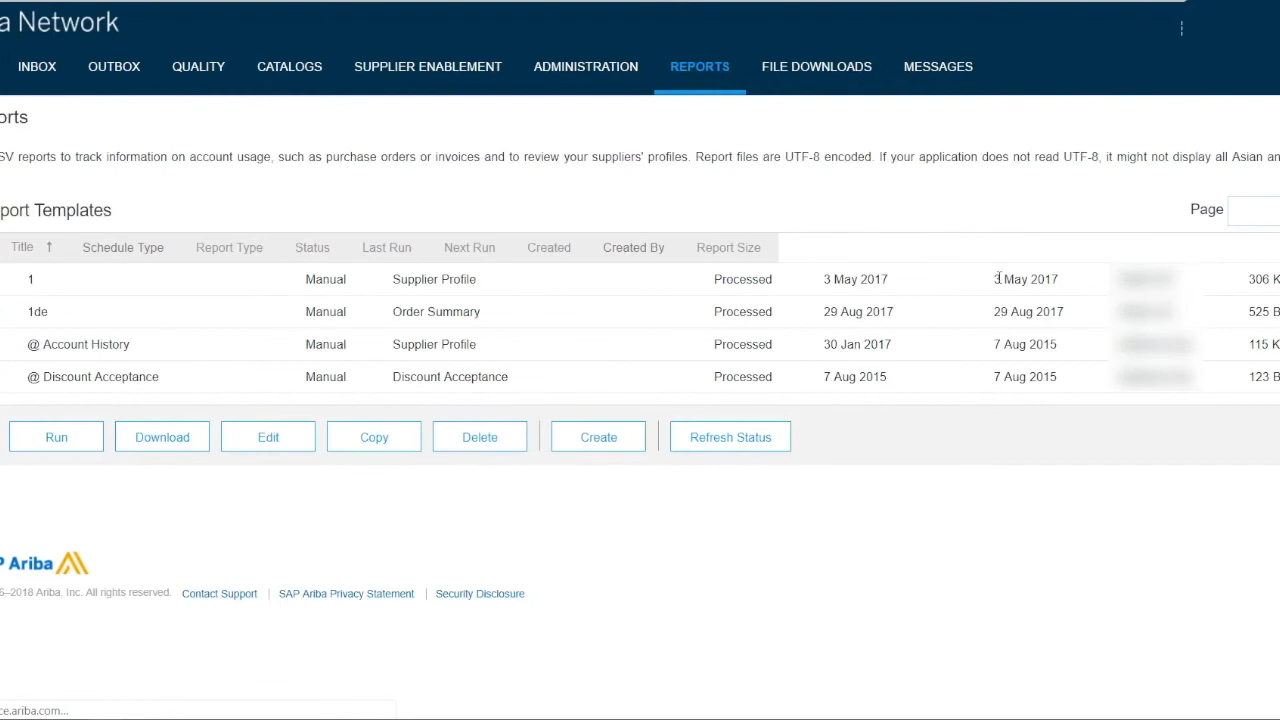 a Network
INBOX OUTBOX QUALITY CATALOGS SUPPLIER ENABLEMENT ADMINISTRATION REPORTS FILE DOWNLOADS MESSAGES
orts
SV reports to track information on account usage, such as purchase orders or invoices and to review your suppliers' profiles. Report files are UTF-8 encoded. If your application does not read UTF-8, it might not display all Asian an
port Templates Page
Title ↑ Schedule Type Report Type Status Last Run Next Run Created Created By Report Size
1 Manual Supplier Profile Processed 3 May 2017 3 May 2017 306 K
1de Manual Order Summary Processed 29 Aug 2017 29 Aug 2017 525 B
@ Account History Manual Supplier Profile Processed 30 Jan 2017 7 Aug 2015 115 K
@ Discount Acceptance Manual Discount Acceptance Processed 7 Aug 2015 7 Aug 2015 123 B
Run Download Edit Copy Delete Create Refresh Status
P Ariba
6–2018 Ariba, Inc. All rights reserved. Contact Support SAP Ariba Privacy Statement Security Disclosure
ce.ariba.com...